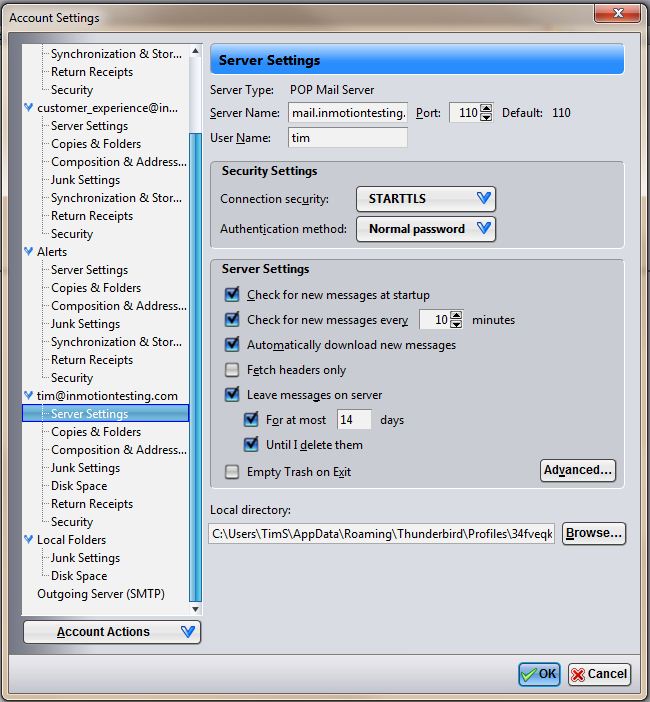 Account Settings
Synchronization & Stor...
Return Receipts
Security
customer_experience@in...
Server Settings
Copies & Folders
Composition & Address...
Junk Settings
Synchronization & Stor...
Return Receipts
Security
Alerts
Server Settings
Copies & Folders
Composition & Address...
Junk Settings
Synchronization & Stor...
Return Receipts
Security
tim@inmotiontesting.com
Server Settings
Copies & Folders
Composition & Address...
Junk Settings
Disk Space
Return Receipts
Security
Local Folders
Junk Settings
Disk Space
Outgoing Server (SMTP)
Account Actions
Server Settings
Server Type: POP Mail Server
Server Name: mail.inmotiontesting. Port: 110 Default: 110
User Name: tim
Security Settings
Connection security: STARTTLS
Authentication method: Normal password
Server Settings
Check for new messages at startup
Check for new messages every 10 minutes
Automatically download new messages
Fetch headers only
Leave messages on server
For at most 14 days
Until I delete them
Empty Trash on Exit Advanced...
Local directory:
C:\Users\TimS\AppData\Roaming\Thunderbird\Profiles\34fveqk Browse...
OK Cancel